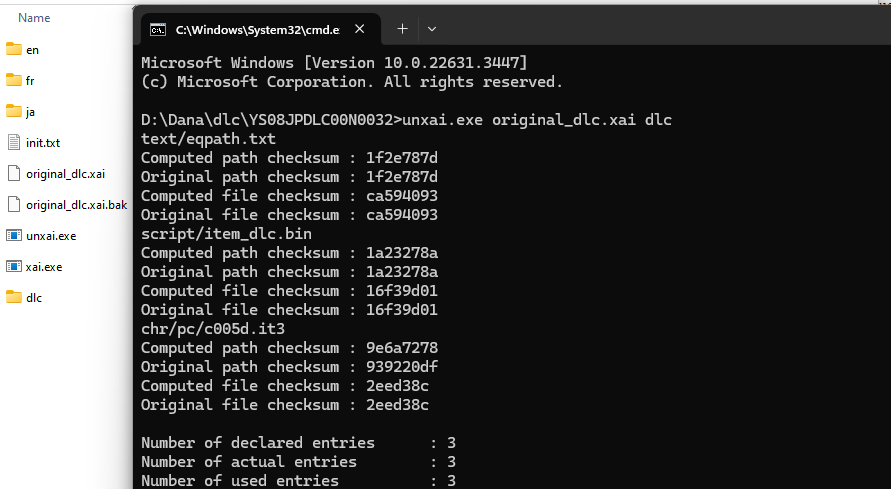 Name
en
fr
ja
init.txt
original_dlc.xai
original_dlc.xai.bak
unxai.exe
xai.exe
dlc
C:\Windows\System32\cmd.e
Microsoft Windows [Version 10.0.22631.3447]
(c) Microsoft Corporation. All rights reserved.
D:\Dana\dlc\YS08JPDLC00N0032>unxai.exe original_dlc.xai dlc
text/eqpath.txt
Computed path checksum : 1f2e787d
Original path checksum : 1f2e787d
Computed file checksum : ca594093
Original file checksum : ca594093
script/item_dlc.bin
Computed path checksum : 1a23278a
Original path checksum : 1a23278a
Computed file checksum : 16f39d01
Original file checksum : 16f39d01
chr/pc/c005d.it3
Computed path checksum : 9e6a7278
Original path checksum : 939220df
Computed file checksum : 2eed38c
Original file checksum : 2eed38c
Number of declared entries : 3
Number of actual entries : 3
Number of used entries : 3